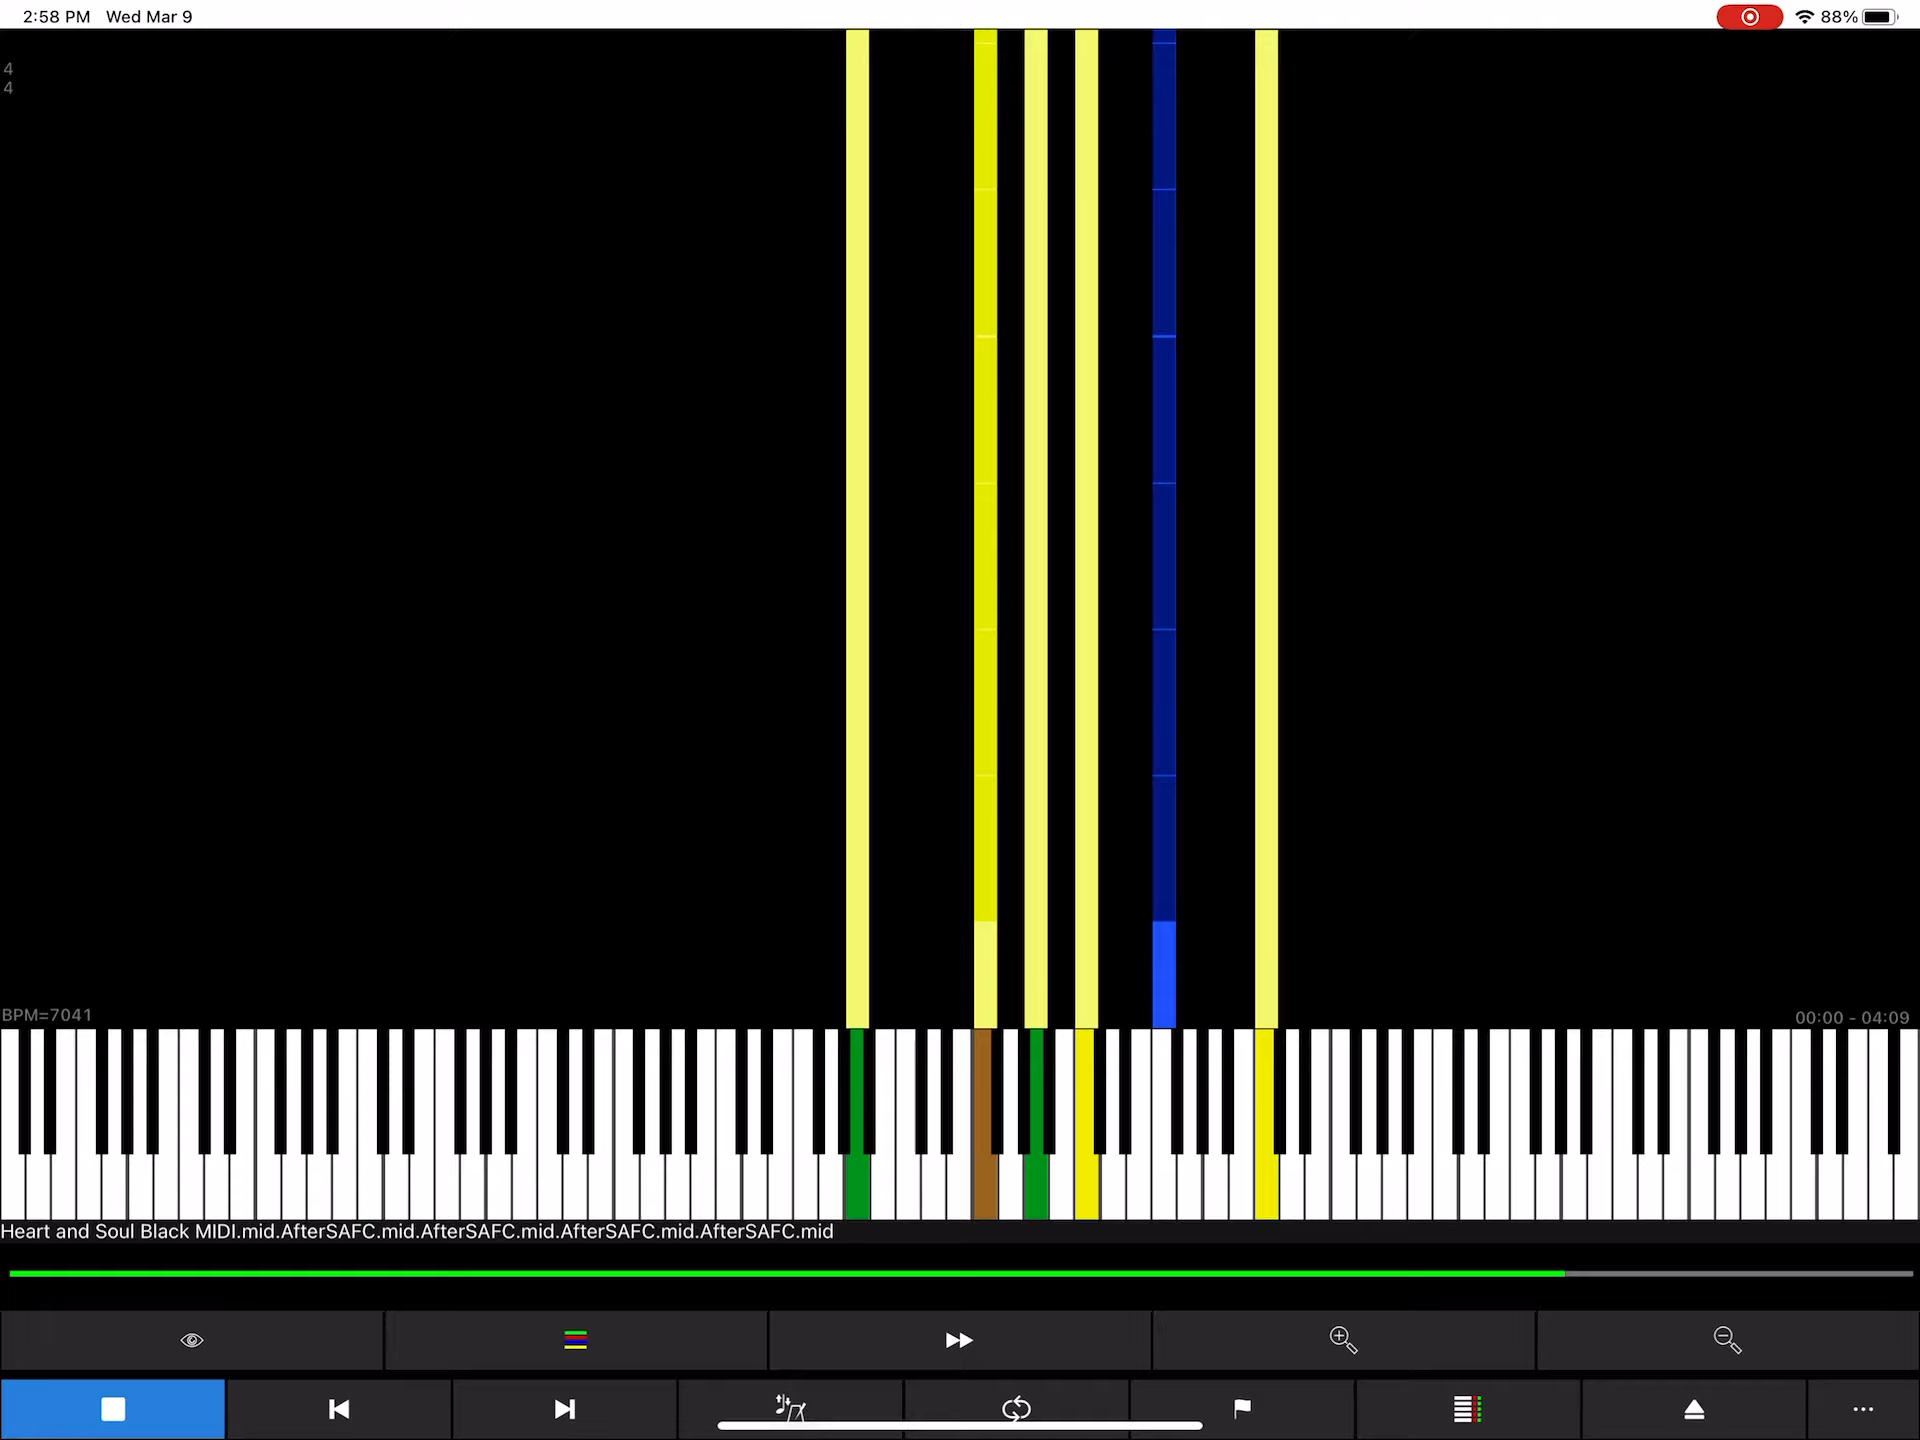 2:58 PM Wed Mar 9
88%
4
4
BPM=7041
00:00 - 04:09
Heart and Soul Black MIDI.mid.AfterSAFC.mid.AfterSAFC.mid.AfterSAFC.mid.AfterSAFC.mid